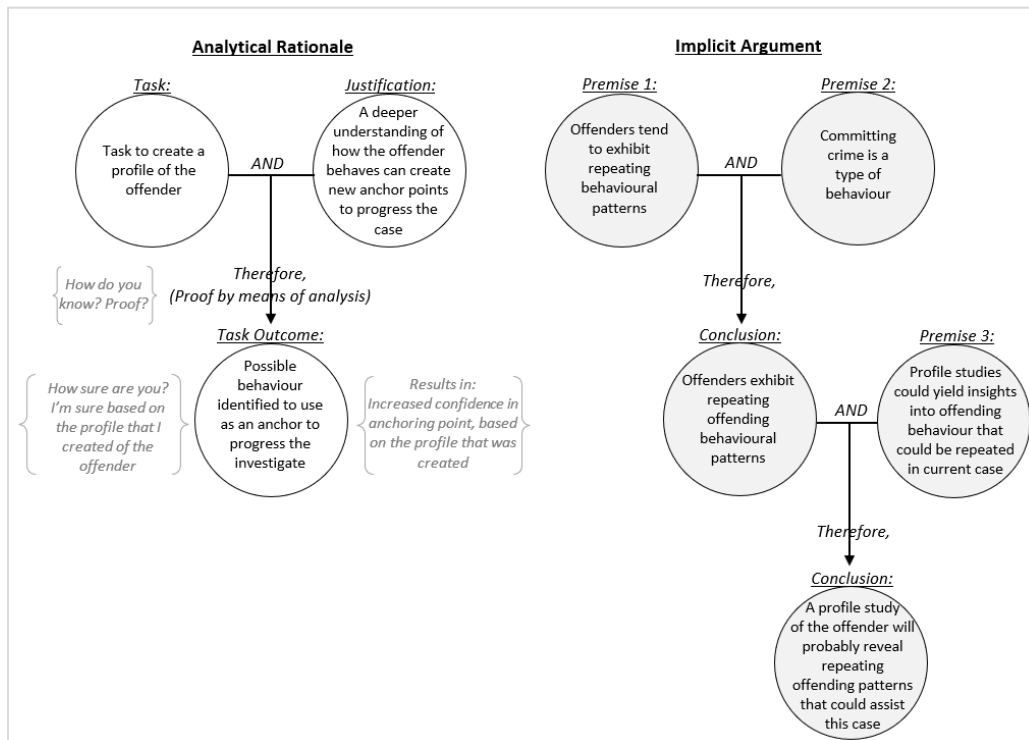 Analytical Rationale
Task:
Task to create a
profile of the
offender
AND
Justification:
A deeper
understanding of
how the offender
behaves can create
new anchor points
to progress the
case
How do you
know? Proof?
Therefore,
(Proof by means of analysis)
Task Outcome:
Possible
behaviour
identified to use
as an anchor to
progress the
investigate
How sure are you?
I'm sure based on
the profile that I
created of the
offender
Results in:
Increased confidence in
anchoring point, based
on the profile that was
created
Implicit Argument
Premise 1:
Offenders tend
to exhibit
repeating
behavioural
patterns
AND
Premise 2:
Committing
crime is a
type of
behaviour
Therefore,
Conclusion:
Offenders exhibit
repeating
offending
behavioural
patterns
AND
Premise 3:
Profile studies
could yield insights
into offending
behaviour that
could be repeated
in current case
Therefore,
Conclusion:
A profile study
of the offender will
probably reveal
repeating
offending patterns
that could assist
this case